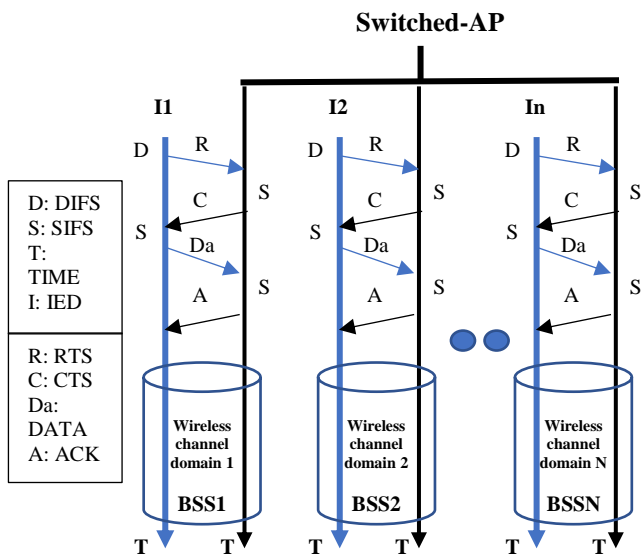 Switched-AP
I1 I2 In
D R D R D R
S S S
C C C
S S S
Da Da Da
S S S
A A A
D: DIFS
S: SIFS
T:
TIME
I: IED
R: RTS
C: CTS
Da:
DATA
A: ACK
Wireless
channel
domain 1
BSS1
Wireless
channel
domain 2
BSS2
Wireless
channel
domain N
BSSN
T T T T T T